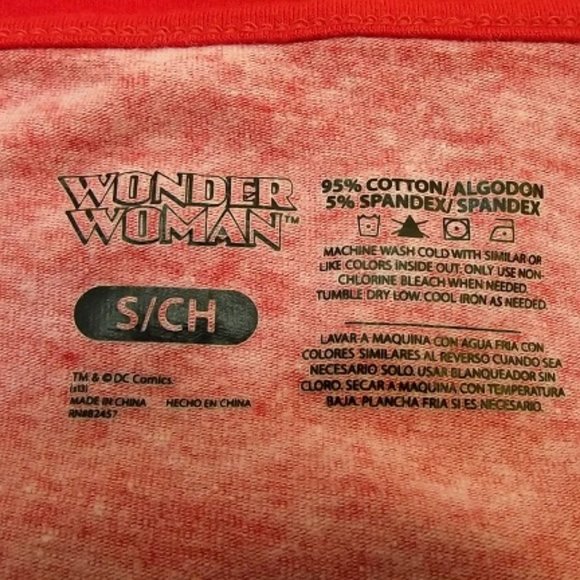 WONDER
WOMAN™
S/CH
TM & © DC Comics.
(s13)
MADE IN CHINA HECHO EN CHINA
RN#82457
95% COTTON/ ALGODON
5% SPANDEX/ SPANDEX
MACHINE WASH COLD WITH SIMILAR OR
LIKE COLORS INSIDE OUT. ONLY USE NON-
CHLORINE BLEACH WHEN NEEDED.
TUMBLE DRY LOW. COOL IRON AS NEEDED.
LAVAR A MAQUINA CON AGUA FRIA CON
COLORES SIMILARES AL REVERSO CUANDO SEA
NECESARIO SOLO. USAR BLANQUEADOR SIN
CLORO. SECAR A MAQUINA CON TEMPERATURA
BAJA. PLANCHA FRIA SI ES NECESARIO.